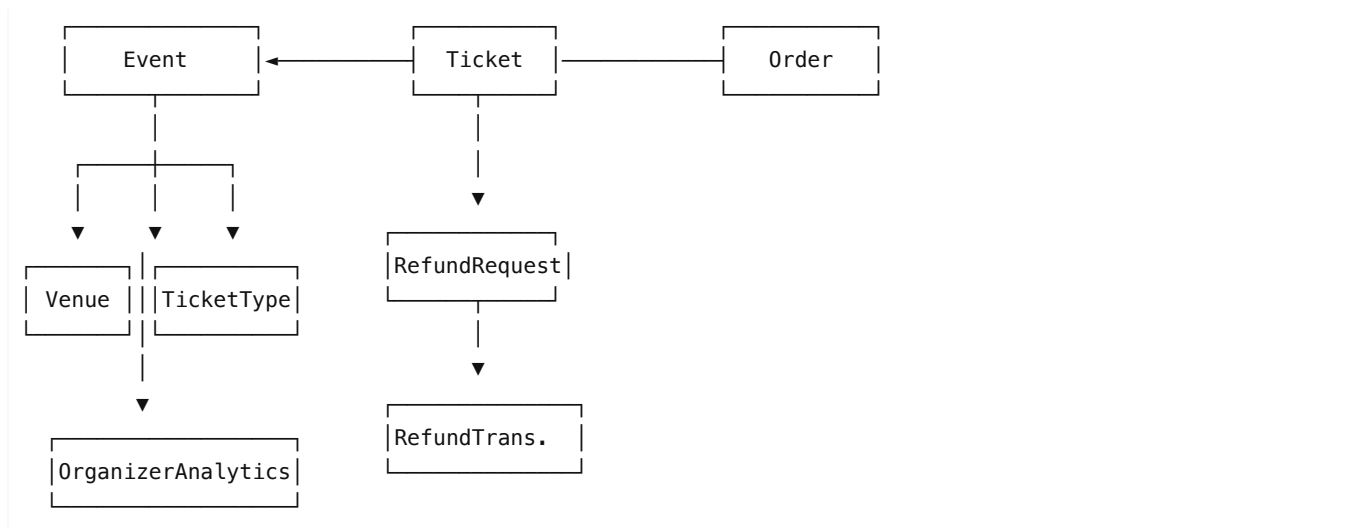 Event Ticket Order
RefundRequest
Venue TicketType
RefundTrans.
OrganizerAnalytics